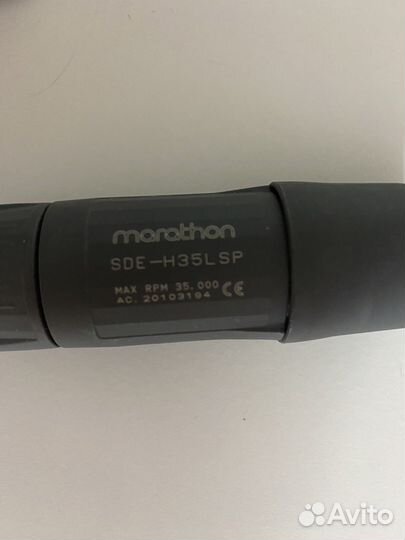 marathon
SDE-H35LSP
MAX RPM 35.000 CE
AC. 20103194
Avito